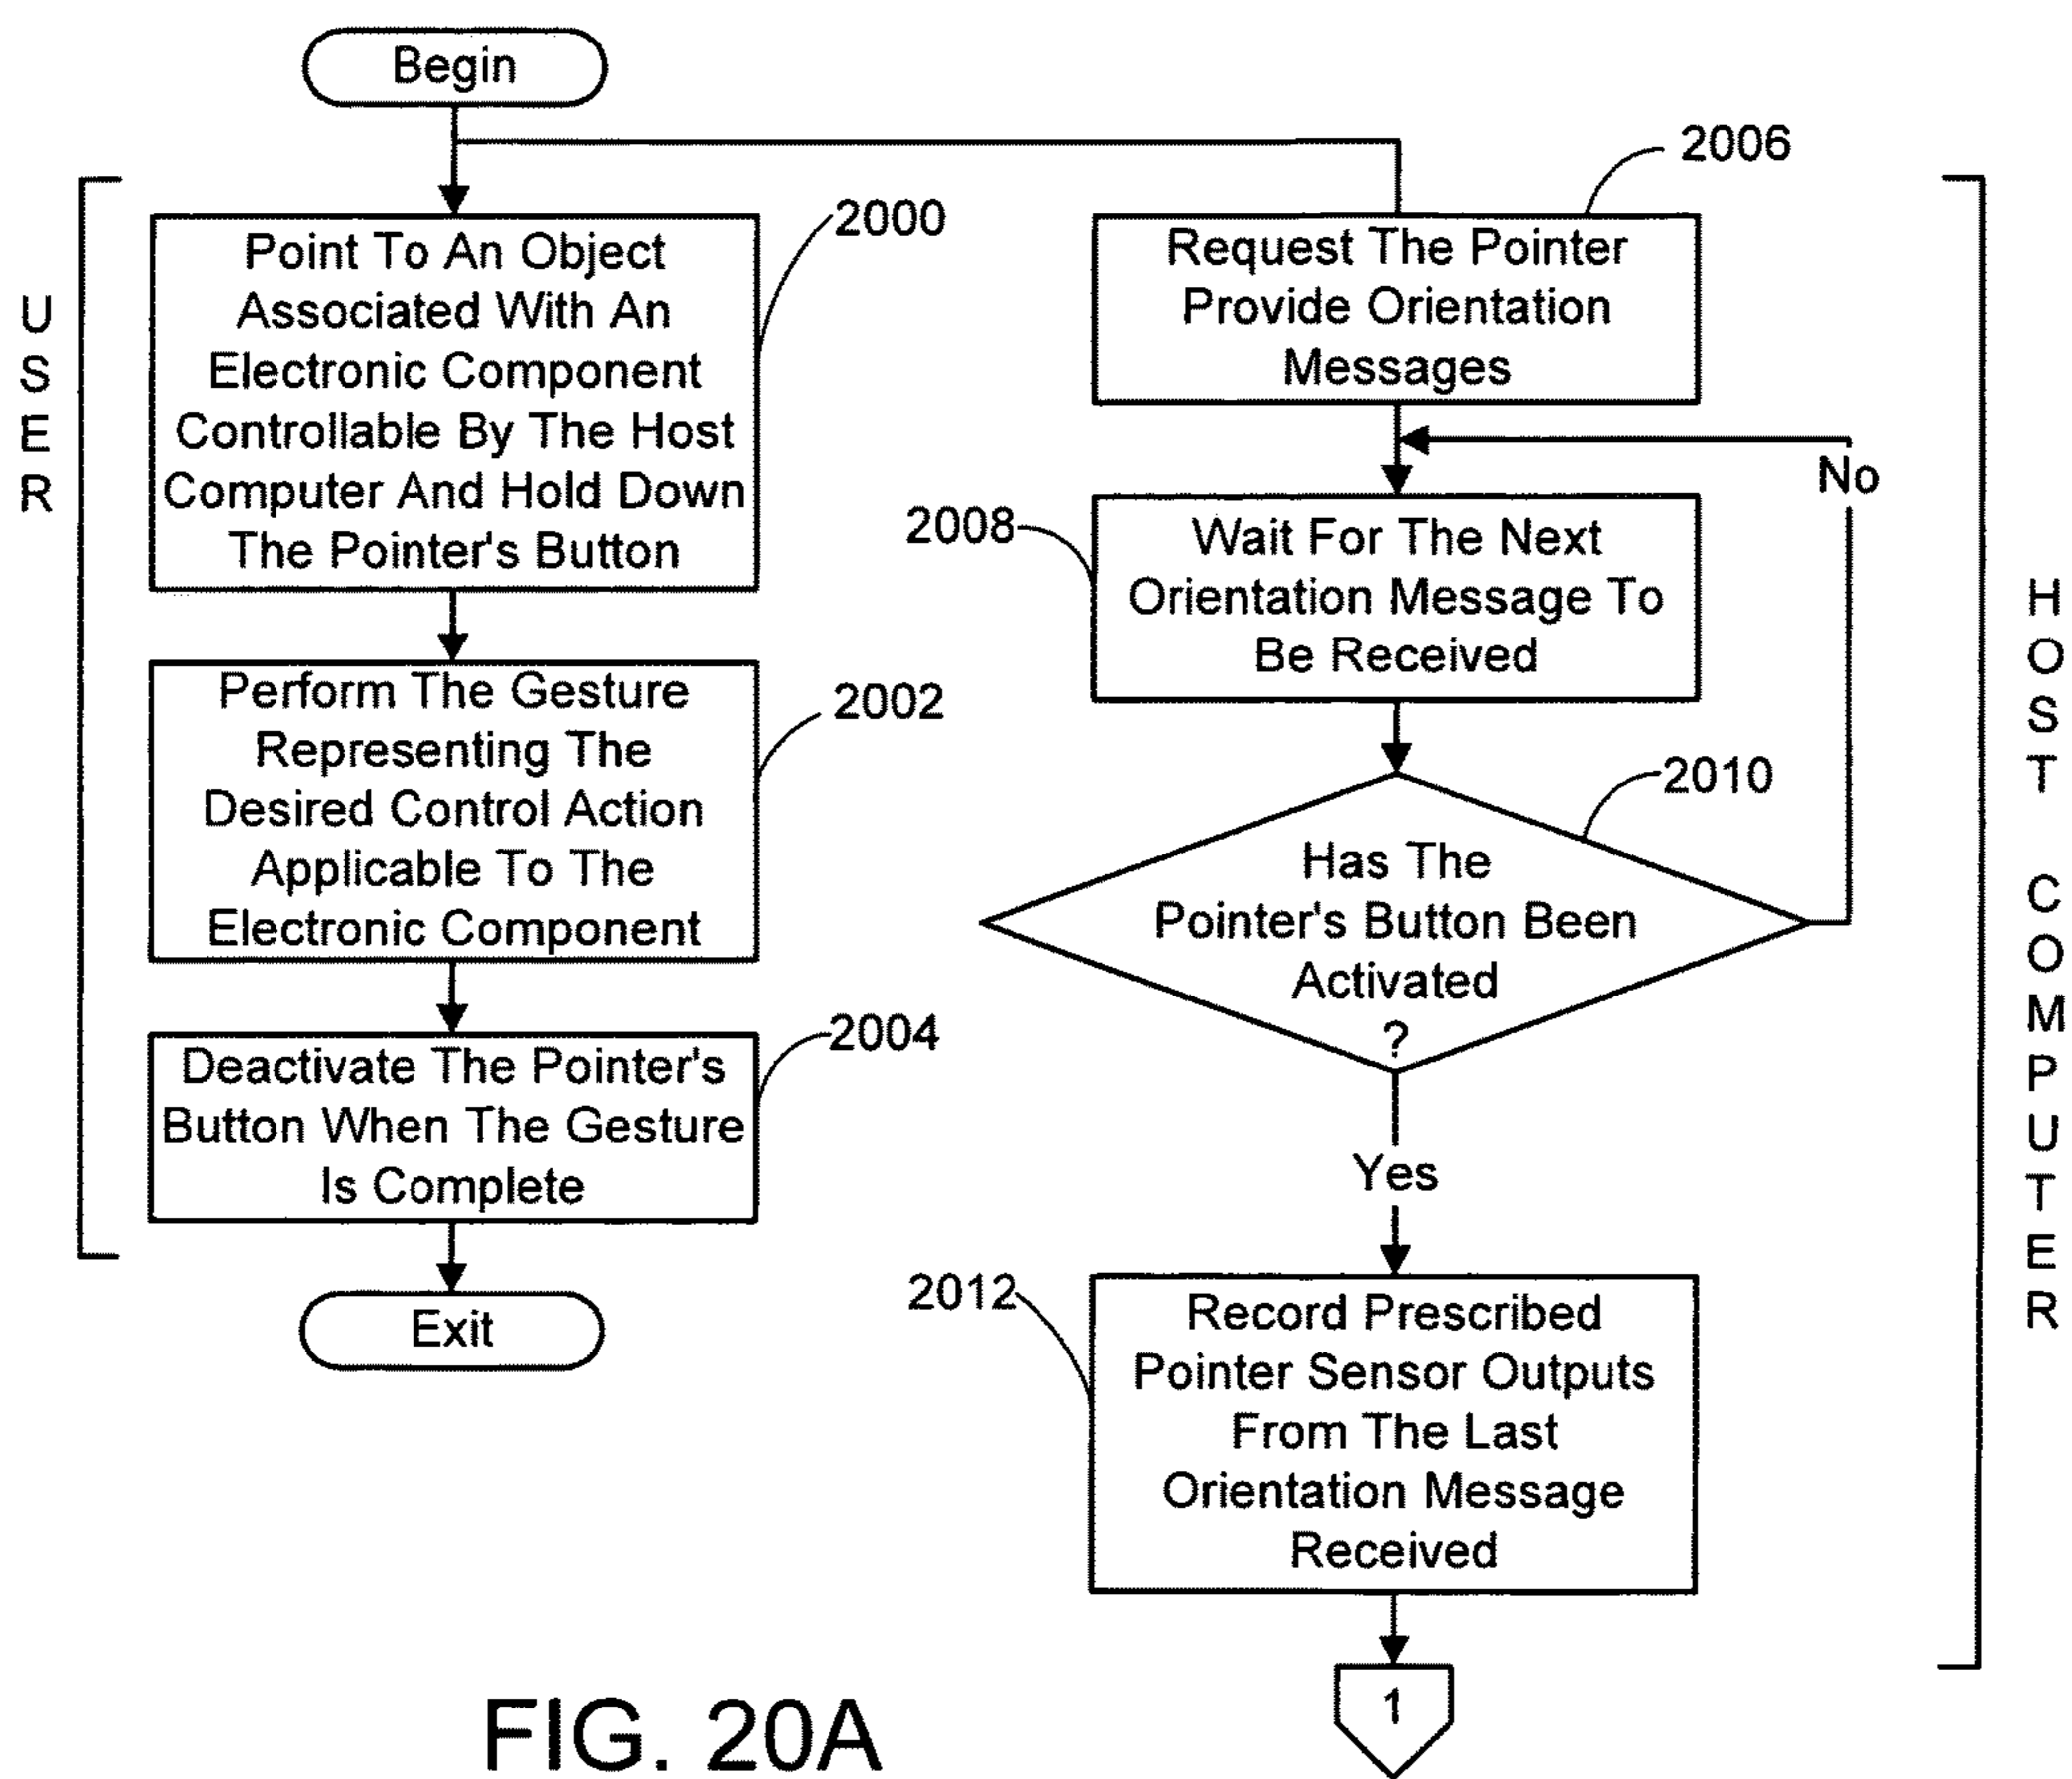 Begin
USER
2000
Point To An Object
Associated With An
Electronic Component
Controllable By The Host
Computer And Hold Down
The Pointer's Button
2002
Perform The Gesture
Representing The
Desired Control Action
Applicable To The
Electronic Component
2004
Deactivate The Pointer's
Button When The Gesture
Is Complete
Exit
2006
Request The Pointer
Provide Orientation
Messages
No
2008
Wait For The Next
Orientation Message To
Be Received
2010
Has The
Pointer's Button Been
Activated
?
Yes
2012
Record Prescribed
Pointer Sensor Outputs
From The Last
Orientation Message
Received
1
HOST COMPUTER
FIG. 20A